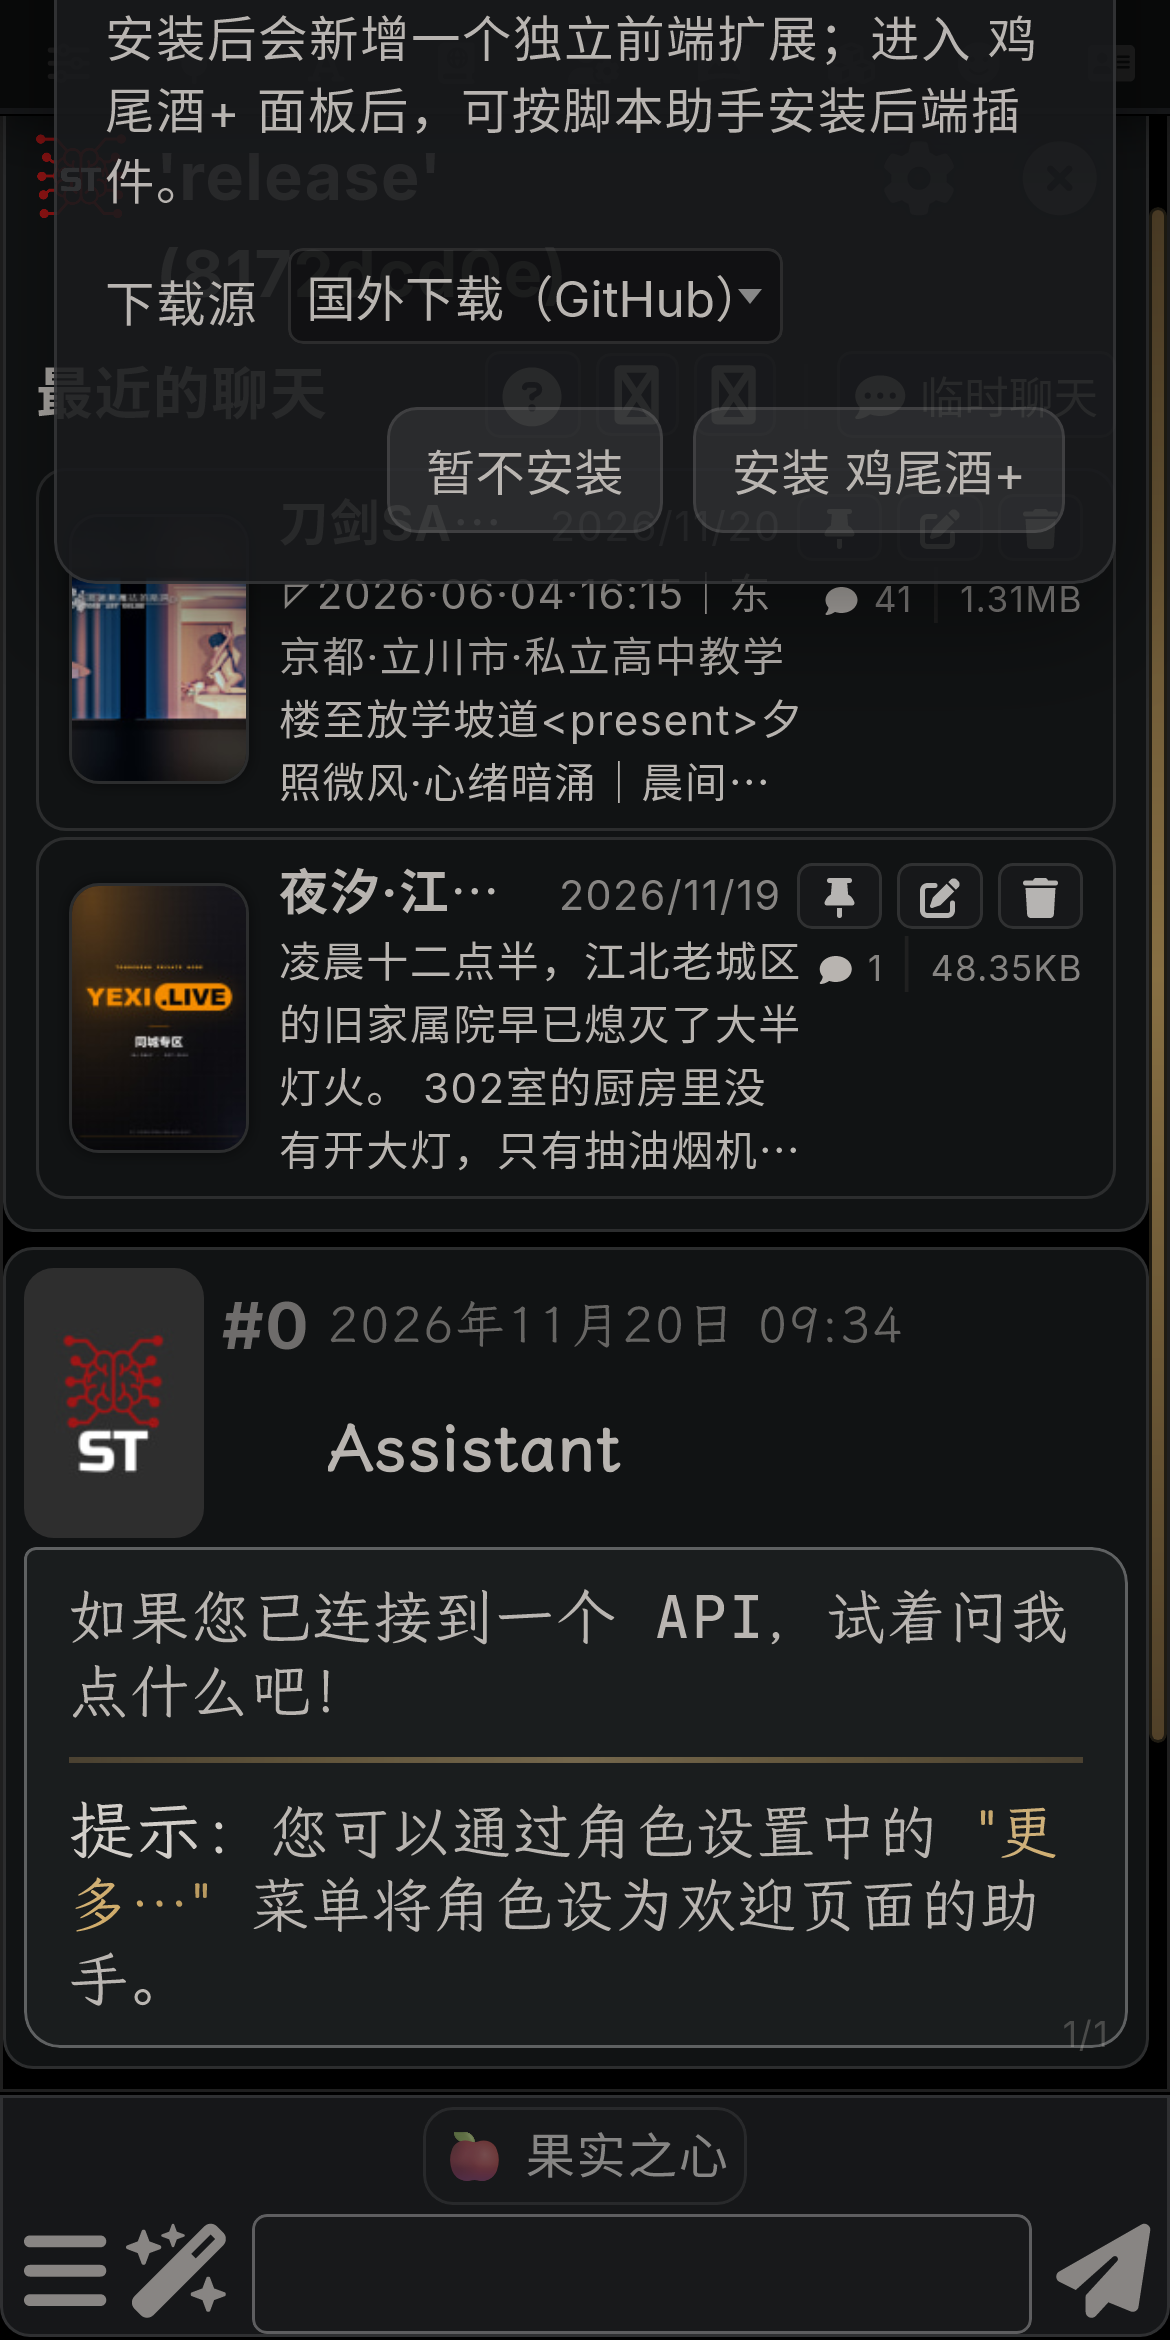 安装后会新增一个独立前端扩展；进入 鸡
尾酒+ 面板后，可按脚本助手安装后端插
件。
ST
'release'
(8172dcd0e)
下载源
国外下载（GitHub）
最近的聊天
临时聊天
暂不安装
安装 鸡尾酒+
刀剑SA…
2026/11/20
2026·06·04·16:15｜东
京都·立川市·私立高中教学
楼至放学坡道<present>夕
照微风·心绪暗涌｜晨间…
41
1.31MB
夜汐·江…
2026/11/19
凌晨十二点半，江北老城区
的旧家属院早已熄灭了大半
灯火。 302室的厨房里没
有开大灯，只有抽油烟机…
1
48.35KB
YEXI.LIVE
同城专区
ST
#0
2026年11月20日 09:34
Assistant
如果您已连接到一个 API，试着问我
点什么吧！
提示：您可以通过角色设置中的 "更
多…" 菜单将角色设为欢迎页面的助
手。
1/1
果实之心